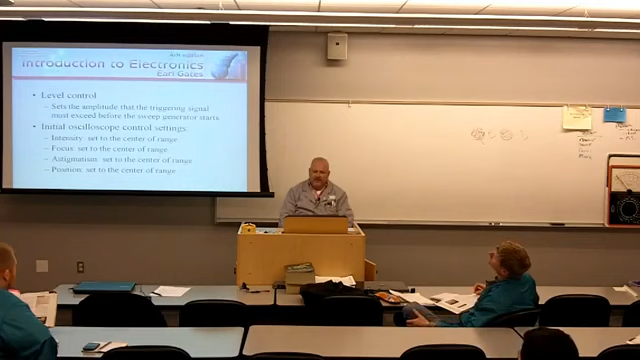 Introduction to Electronics
Earl Gates
• Level control
– Sets the amplitude that the triggering signal
must exceed before the sweep generator starts
• Initial oscilloscope control settings:
– Intensity: set to the center of range
– Focus: set to the center of range
– Astigmatism: set to the center of range
– Position: set to the center of range